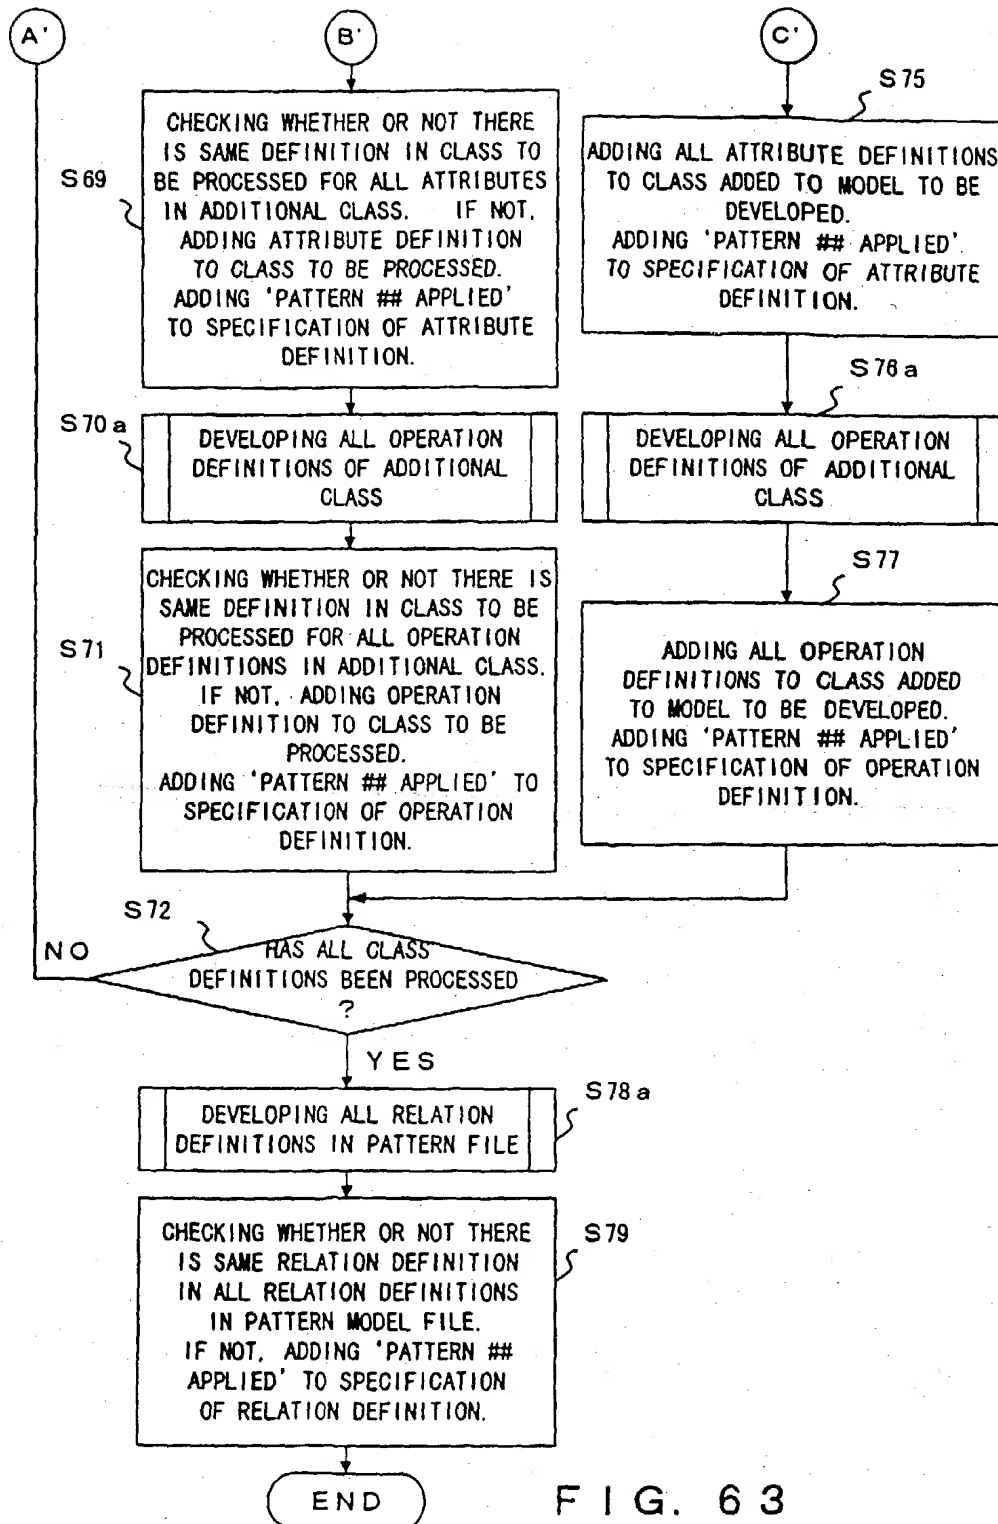 A'
B'
C'
S69
CHECKING WHETHER OR NOT THERE
IS SAME DEFINITION IN CLASS TO
BE PROCESSED FOR ALL ATTRIBUTES
IN ADDITIONAL CLASS. IF NOT,
ADDING ATTRIBUTE DEFINITION
TO CLASS TO BE PROCESSED.
ADDING 'PATTERN ## APPLIED'
TO SPECIFICATION OF ATTRIBUTE
DEFINITION.
S70a
DEVELOPING ALL OPERATION
DEFINITIONS OF ADDITIONAL
CLASS
S71
CHECKING WHETHER OR NOT THERE IS
SAME DEFINITION IN CLASS TO BE
PROCESSED FOR ALL OPERATION
DEFINITIONS IN ADDITIONAL CLASS.
IF NOT, ADDING OPERATION
DEFINITION TO CLASS TO BE
PROCESSED.
ADDING 'PATTERN ## APPLIED' TO
SPECIFICATION OF OPERATION
DEFINITION.
S75
ADDING ALL ATTRIBUTE DEFINITIONS
TO CLASS ADDED TO MODEL TO BE
DEVELOPED.
ADDING 'PATTERN ## APPLIED'
TO SPECIFICATION OF ATTRIBUTE
DEFINITION.
S76a
DEVELOPING ALL OPERATION
DEFINITIONS OF ADDITIONAL
CLASS
S77
ADDING ALL OPERATION
DEFINITIONS TO CLASS ADDED
TO MODEL TO BE DEVELOPED.
ADDING 'PATTERN ## APPLIED'
TO SPECIFICATION OF OPERATION
DEFINITION.
S72
HAS ALL CLASS
DEFINITIONS BEEN PROCESSED
?
NO
YES
S78a
DEVELOPING ALL RELATION
DEFINITIONS IN PATTERN FILE
S79
CHECKING WHETHER OR NOT THERE
IS SAME RELATION DEFINITION
IN ALL RELATION DEFINITIONS
IN PATTERN MODEL FILE.
IF NOT, ADDING 'PATTERN ##
APPLIED' TO SPECIFICATION
OF RELATION DEFINITION.
END
FIG. 63